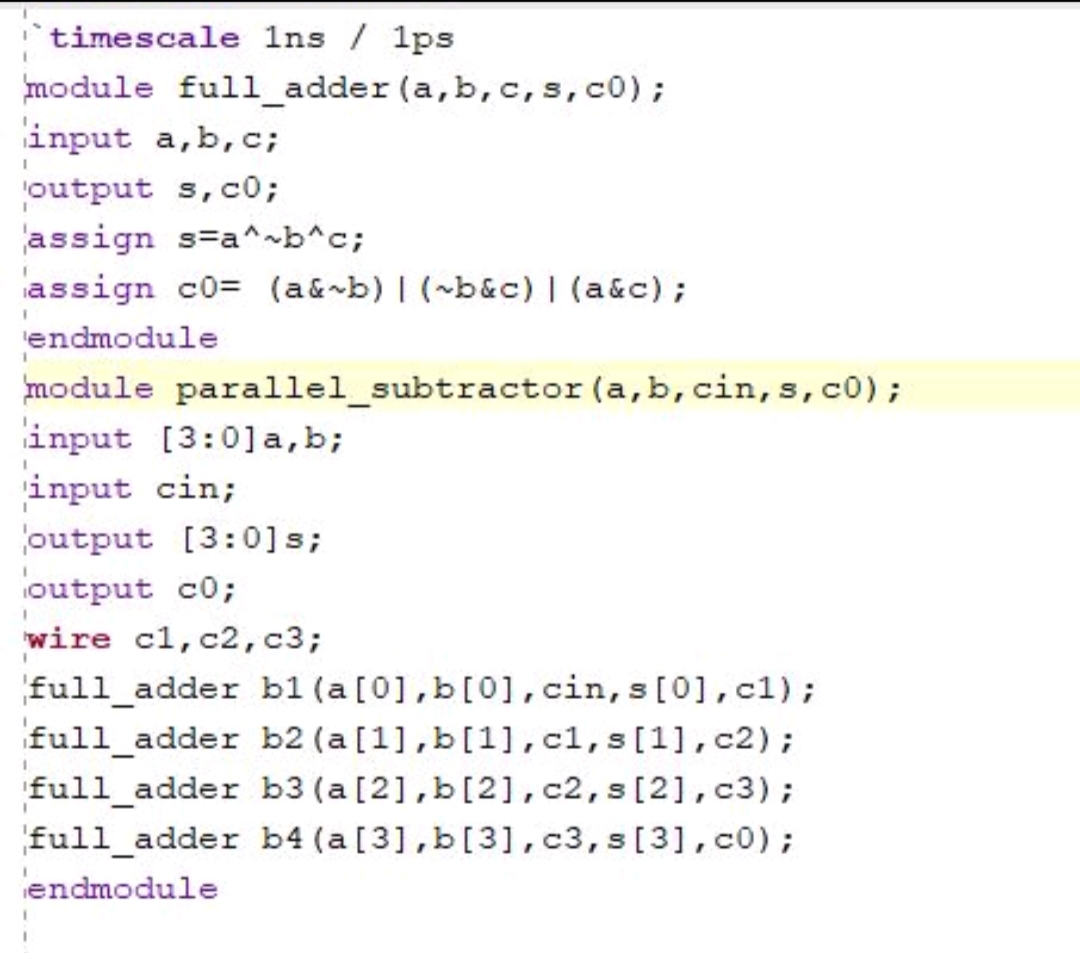 `timescale 1ns / 1ps
module full_adder(a,b,c,s,c0);
input a,b,c;
output s,c0;
assign s=a^~b^c;
assign c0= (a&~b)|(~b&c)|(a&c);
endmodule
module parallel_subtractor(a,b,cin,s,c0);
input [3:0]a,b;
input cin;
output [3:0]s;
output c0;
wire c1,c2,c3;
full_adder b1(a[0],b[0],cin,s[0],c1);
full_adder b2(a[1],b[1],c1,s[1],c2);
full_adder b3(a[2],b[2],c2,s[2],c3);
full_adder b4(a[3],b[3],c3,s[3],c0);
endmodule